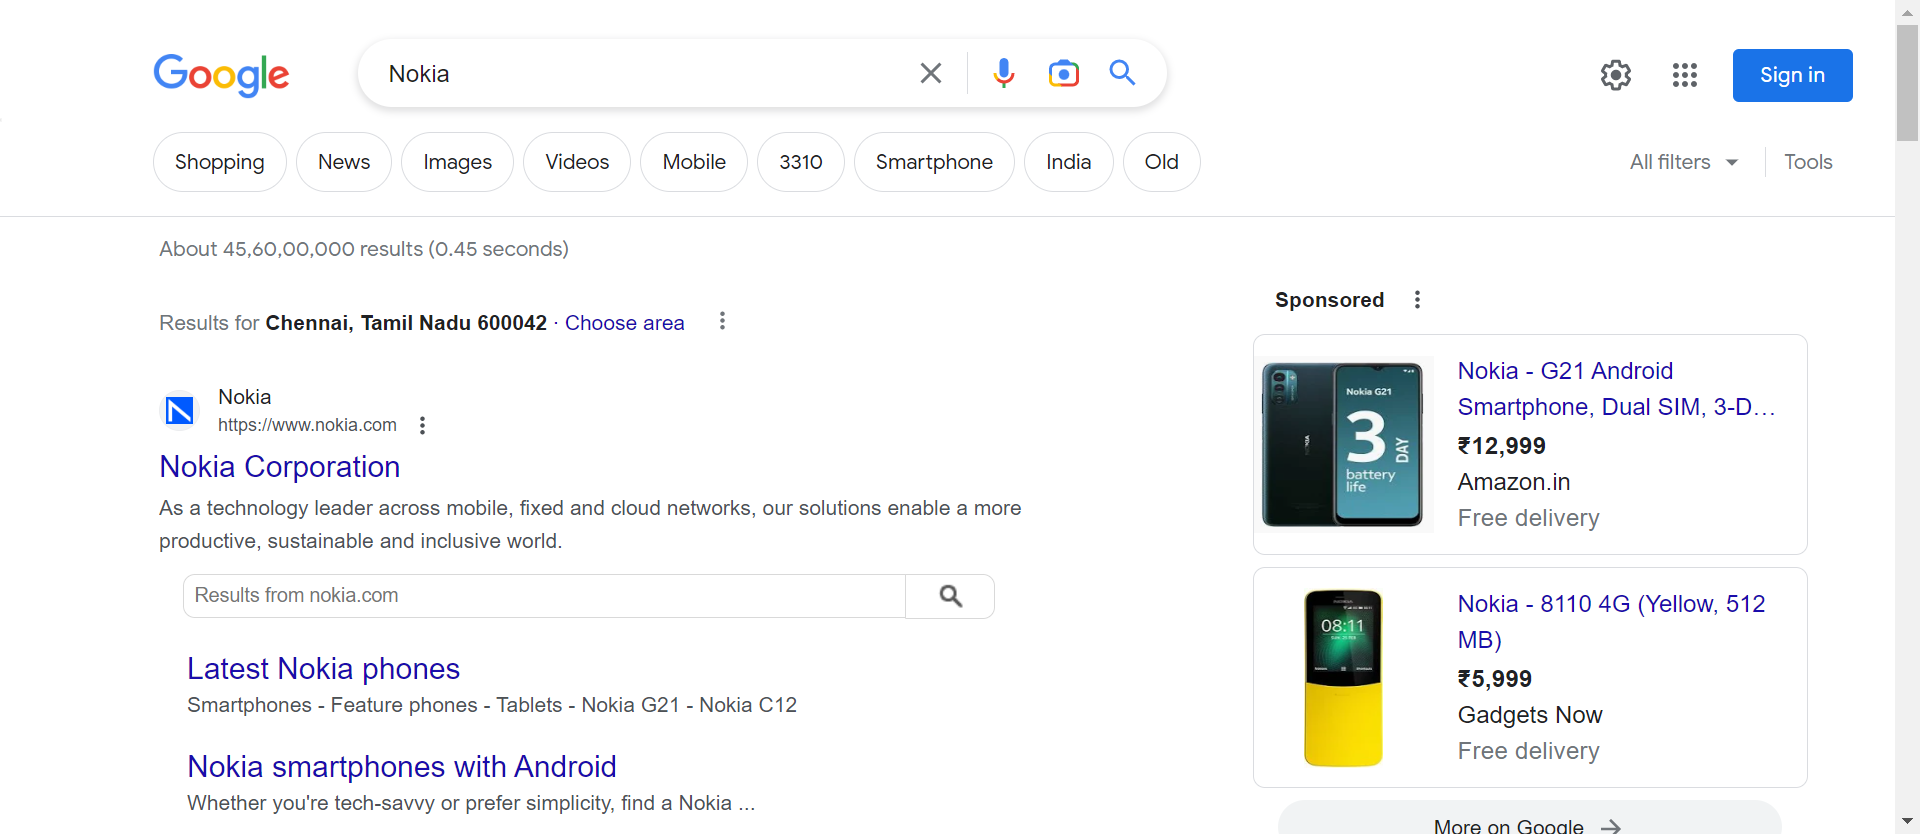 Google
Nokia
Sign in
Shopping
News
Images
Videos
Mobile
3310
Smartphone
India
Old
All filters
Tools
About 45,60,00,000 results (0.45 seconds)
Results for Chennai, Tamil Nadu 600042 · Choose area
Nokia
https://www.nokia.com
Nokia Corporation
As a technology leader across mobile, fixed and cloud networks, our solutions enable a more
productive, sustainable and inclusive world.
Results from nokia.com
Latest Nokia phones
Smartphones - Feature phones - Tablets - Nokia G21 - Nokia C12
Nokia smartphones with Android
Whether you're tech-savvy or prefer simplicity, find a Nokia ...
Sponsored
Nokia G21
3
DAY
battery
life
Nokia - G21 Android
Smartphone, Dual SIM, 3-D...
₹12,999
Amazon.in
Free delivery
08:11
Nokia - 8110 4G (Yellow, 512
MB)
₹5,999
Gadgets Now
Free delivery
More on Google